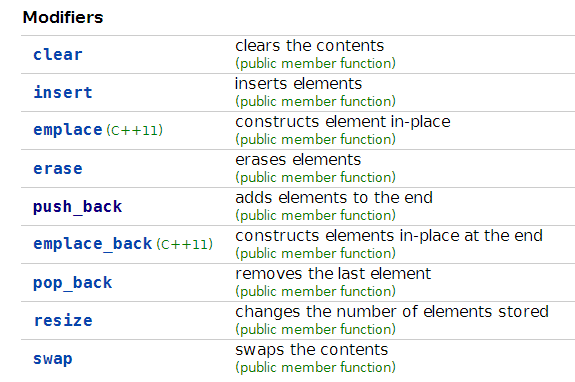 Modifiers
clear
clears the contents
(public member function)
insert
inserts elements
(public member function)
emplace (C++11)
constructs element in-place
(public member function)
erase
erases elements
(public member function)
push_back
adds elements to the end
(public member function)
emplace_back (C++11)
constructs elements in-place at the end
(public member function)
pop_back
removes the last element
(public member function)
resize
changes the number of elements stored
(public member function)
swap
swaps the contents
(public member function)